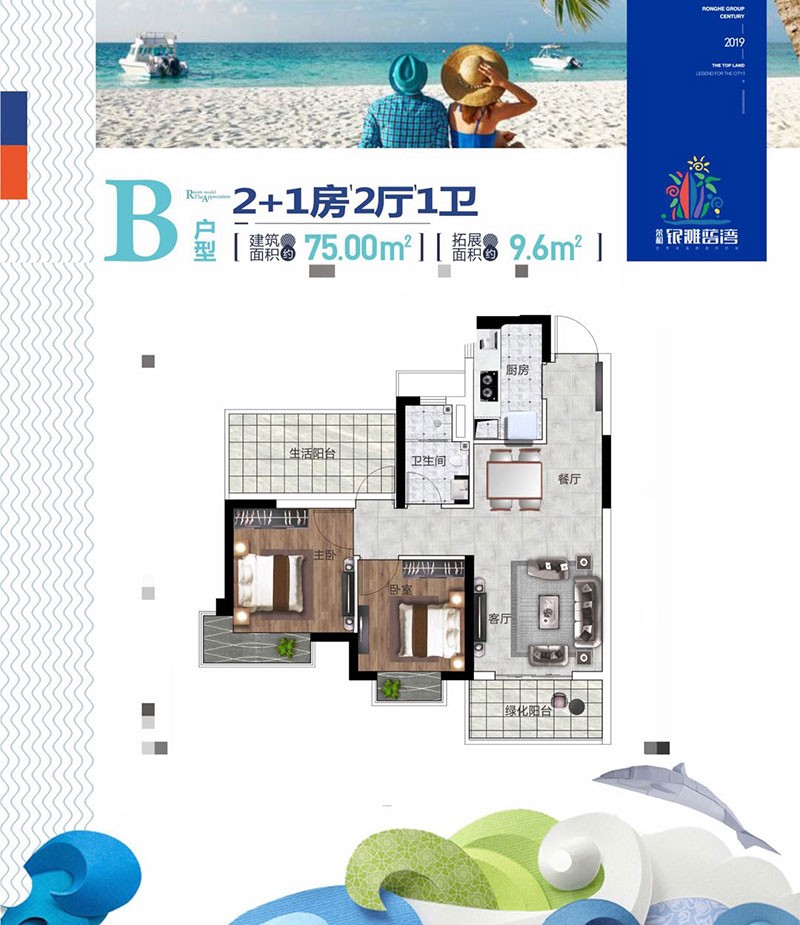 RONGHE GROUP
CENTURY
2019
THE TOP LAND
LEGEND FOR THE CITY
荣和 银滩蓝湾
B
户型
2+1房2厅1卫
[ 建筑面积约 75.00m² ] [ 拓展面积约 9.6m² ]
厨房
生活阳台
卫生间
餐厅
主卧
卧室
客厅
绿化阳台